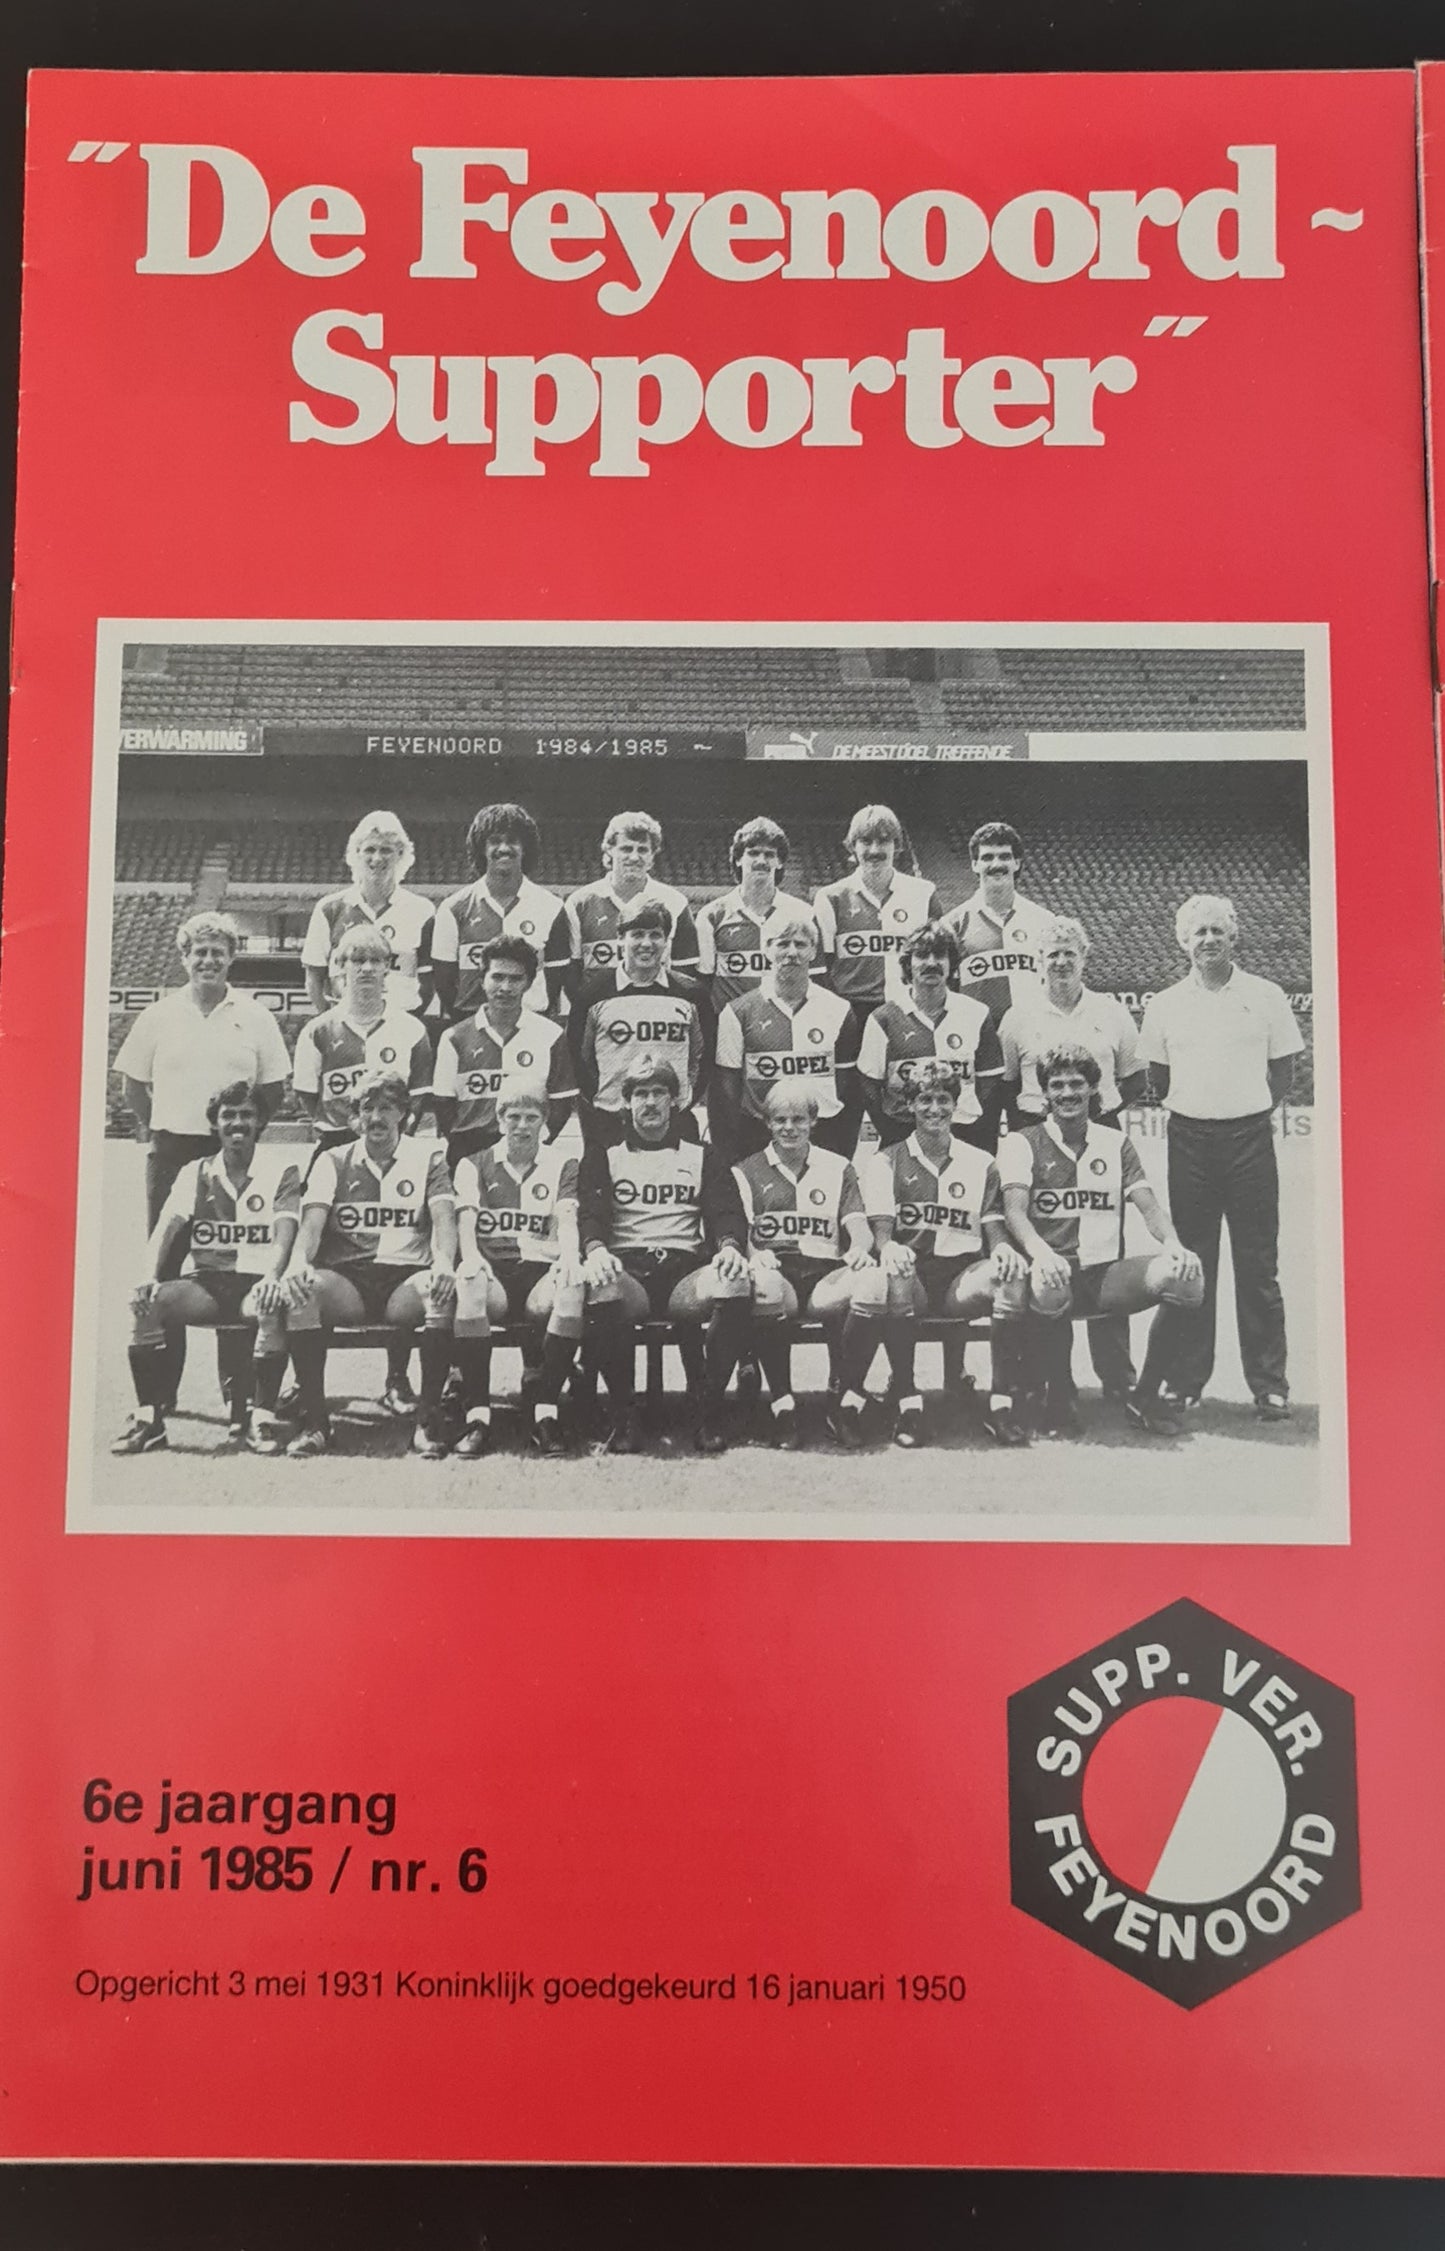 "De Feyenoord ~
Supporter"
VERWARMING
FEYENOORD 1984/1985 ~
DE MEEST DOEL TREFFENDE
OPEL
OPEL
OPEL
OPEL
OPEL
OPEL
OPEL
OPEL
OPEL
OPEL
OPEL
SUPP. VER.
FEYENOORD
6e jaargang
juni 1985 / nr. 6
Opgericht 3 mei 1931 Koninklijk goedgekeurd 16 januari 1950